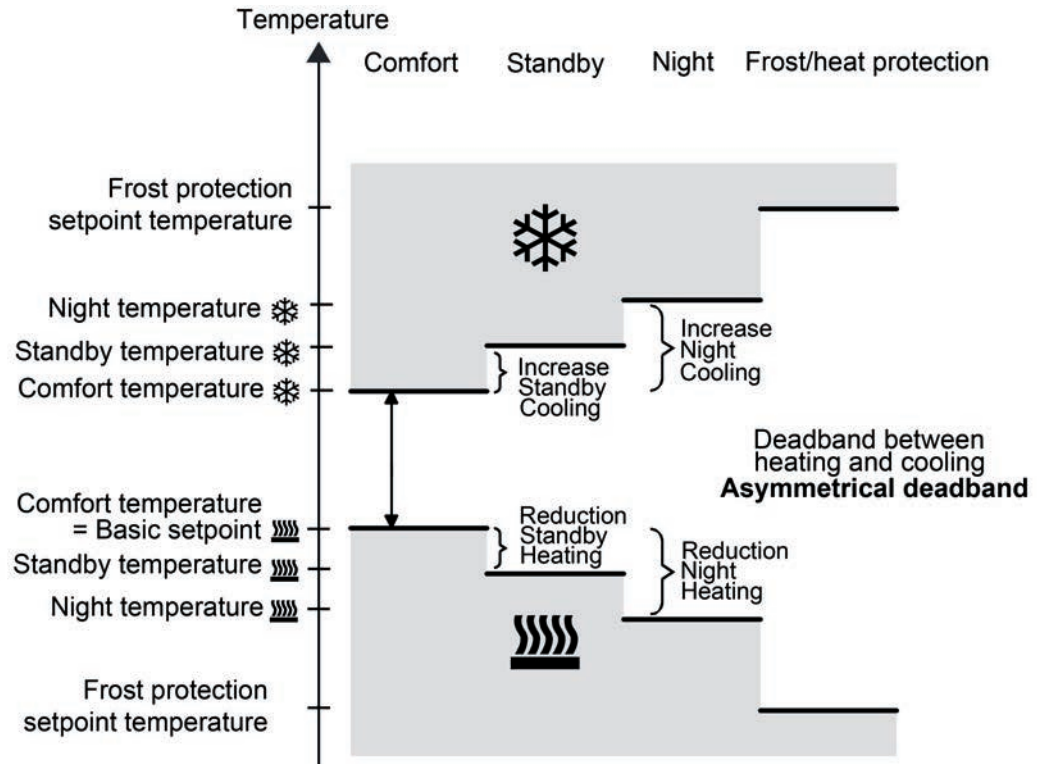 Temperature
Comfort
Standby
Night
Frost/heat protection
Frost protection
setpoint temperature
Night temperature
Standby temperature
Comfort temperature
Increase
Standby
Cooling
Increase
Night
Cooling
Deadband between
heating and cooling
Asymmetrical deadband
Comfort temperature
= Basic setpoint
Standby temperature
Night temperature
Reduction
Standby
Heating
Reduction
Night
Heating
Frost protection
setpoint temperature